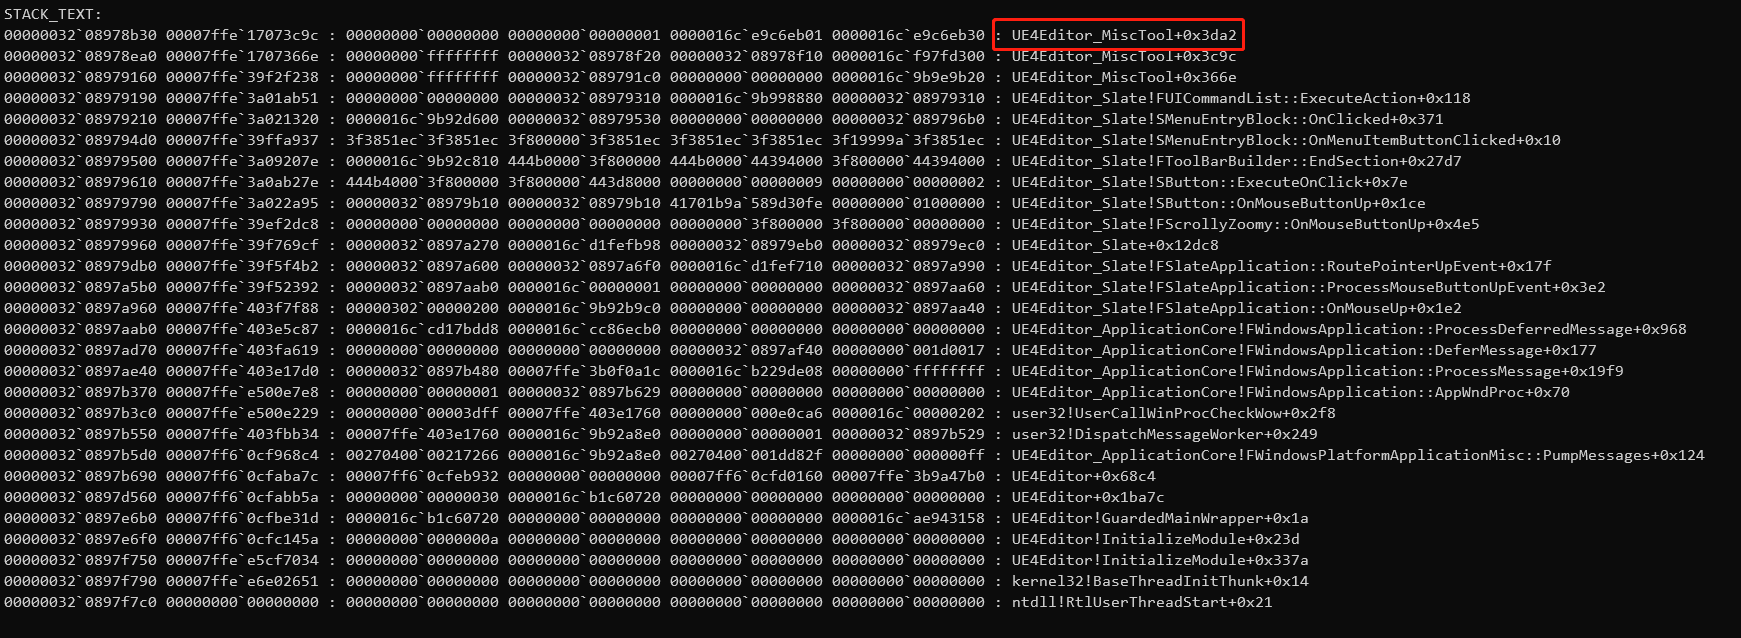 STACK_TEXT:
00000032`08978b30 00007ffe`17073c9c : 00000000`00000000 00000000`00000001 0000016c`e9c6eb01 0000016c`e9c6eb30 : UE4Editor_MiscTool+0x3da2
00000032`08978ea0 00007ffe`1707366e : 00000000`ffffffff 00000032`08978f20 00000032`08978f10 0000016c`f97fd300 : UE4Editor_MiscTool+0x3c9c
00000032`08979160 00007ffe`39f2f238 : 00000000`ffffffff 00000032`089791c0 00000000`00000000 0000016c`9b9e9b20 : UE4Editor_MiscTool+0x366e
00000032`08979190 00007ffe`3a01ab51 : 00000000`00000000 00000032`08979310 0000016c`9b998880 00000032`08979310 : UE4Editor_Slate!FUICommandList::ExecuteAction+0x118
00000032`08979210 00007ffe`3a021320 : 0000016c`9b92d600 00000032`08979530 00000000`00000000 00000032`089796b0 : UE4Editor_Slate!SMenuEntryBlock::OnClicked+0x371
00000032`089794d0 00007ffe`39ffa937 : 3f3851ec`3f3851ec 3f800000`3f3851ec 3f3851ec`3f3851ec 3f19999a`3f3851ec : UE4Editor_Slate!SMenuEntryBlock::OnMenuItemButtonClicked+0x10
00000032`08979500 00007ffe`3a09207e : 0000016c`9b92c810 444b0000`3f800000 444b0000`44394000 3f800000`44394000 : UE4Editor_Slate!FToolBarBuilder::EndSection+0x27d7
00000032`08979610 00007ffe`3a0ab27e : 444b4000`3f800000 3f800000`443d8000 00000000`00000009 00000000`00000002 : UE4Editor_Slate!SButton::ExecuteOnClick+0x7e
00000032`08979790 00007ffe`3a022a95 : 00000032`08979b10 00000032`08979b10 41701b9a`589d30fe 00000000`01000000 : UE4Editor_Slate!SButton::OnMouseButtonUp+0x1ce
00000032`08979930 00007ffe`39ef2dc8 : 00000000`00000000 00000000`00000000 00000000`3f800000 3f800000`00000000 : UE4Editor_Slate!FScrollyZoomy::OnMouseButtonUp+0x4e5
00000032`08979960 00007ffe`39f769cf : 00000032`0897a270 0000016c`d1fefb98 00000032`08979eb0 00000032`08979ec0 : UE4Editor_Slate+0x12dc8
00000032`08979db0 00007ffe`39f5f4b2 : 00000032`0897a600 00000032`0897a6f0 0000016c`d1fef710 00000032`0897a990 : UE4Editor_Slate!FSlateApplication::RoutePointerUpEvent+0x17f
00000032`0897a5b0 00007ffe`39f52392 : 00000032`0897aab0 0000016c`00000001 00000000`00000000 00000032`0897aa60 : UE4Editor_Slate!FSlateApplication::ProcessMouseButtonUpEvent+0x3e2
00000032`0897a960 00007ffe`403f7f88 : 00000302`00000200 0000016c`9b92b9c0 00000000`00000000 00000032`0897aa40 : UE4Editor_Slate!FSlateApplication::OnMouseUp+0x1e2
00000032`0897aab0 00007ffe`403e5c87 : 0000016c`cd17bdd8 0000016c`cc86ecb0 00000000`00000000 00000000`00000000 : UE4Editor_ApplicationCore!FWindowsApplication::ProcessDeferredMessage+0x968
00000032`0897ad70 00007ffe`403fa619 : 00000000`00000000 00000000`00000000 00000032`0897af40 00000000`001d0017 : UE4Editor_ApplicationCore!FWindowsApplication::DeferMessage+0x177
00000032`0897ae40 00007ffe`403e17d0 : 00000032`0897b480 00007ffe`3b0f0a1c 0000016c`b229de08 00000000`ffffffff : UE4Editor_ApplicationCore!FWindowsApplication::ProcessMessage+0x19f9
00000032`0897b370 00007ffe`e500e7e8 : 00000000`00000001 00000032`0897b629 00000000`00000000 00000000`00000000 : UE4Editor_ApplicationCore!FWindowsApplication::AppWndProc+0x70
00000032`0897b3c0 00007ffe`e500e229 : 00000000`00003dff 00007ffe`403e1760 00000000`000e0ca6 0000016c`00000202 : user32!UserCallWinProcCheckWow+0x2f8
00000032`0897b550 00007ffe`403fbb34 : 00007ffe`403e1760 0000016c`9b92a8e0 00000000`00000001 00000032`0897b529 : user32!DispatchMessageWorker+0x249
00000032`0897b5d0 00007ff6`0cf968c4 : 00270400`00217266 0000016c`9b92a8e0 00270400`001dd82f 00000000`000000ff : UE4Editor_ApplicationCore!FWindowsPlatformApplicationMisc::PumpMessages+0x124
00000032`0897b690 00007ff6`0cfaba7c : 00007ff6`0cfeb932 00000000`00000000 00007ff6`0cfd0160 00007ffe`3b9a47b0 : UE4Editor+0x68c4
00000032`0897d560 00007ff6`0cfabb5a : 00000000`00000030 0000016c`b1c60720 00000000`00000000 00000000`00000000 : UE4Editor+0x1ba7c
00000032`0897e6b0 00007ff6`0cfbe31d : 0000016c`b1c60720 00000000`00000000 00000000`00000000 0000016c`ae943158 : UE4Editor!GuardedMainWrapper+0x1a
00000032`0897e6f0 00007ff6`0cfc145a : 00000000`0000000a 00000000`00000000 00000000`00000000 00000000`00000000 : UE4Editor!InitializeModule+0x23d
00000032`0897f750 00007ffe`e5cf7034 : 00000000`00000000 00000000`00000000 00000000`00000000 00000000`00000000 : UE4Editor!InitializeModule+0x337a
00000032`0897f790 00007ffe`e6e02651 : 00000000`00000000 00000000`00000000 00000000`00000000 00000000`00000000 : kernel32!BaseThreadInitThunk+0x14
00000032`0897f7c0 00000000`00000000 : 00000000`00000000 00000000`00000000 00000000`00000000 00000000`00000000 : ntdll!RtlUserThreadStart+0x21